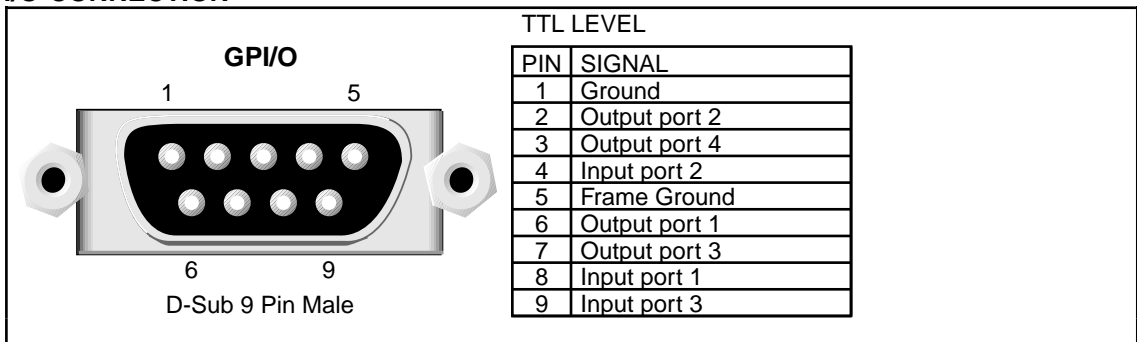 TTL LEVEL
GPI/O
1 5
6 9
D-Sub 9 Pin Male
PIN SIGNAL
1 Ground
2 Output port 2
3 Output port 4
4 Input port 2
5 Frame Ground
6 Output port 1
7 Output port 3
8 Input port 1
9 Input port 3